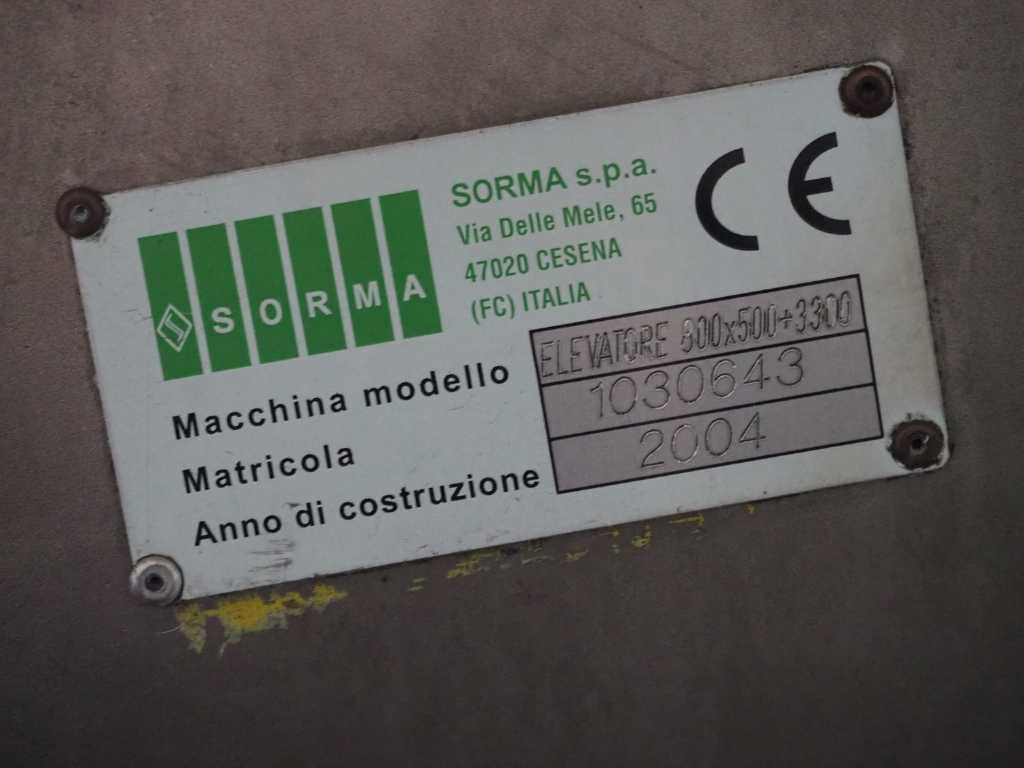 SORMA
SORMA s.p.a.
Via Delle Mele, 65
47020 CESENA
(FC) ITALIA
CE
Macchina modello ELEVATORE 800x500+3300
Matricola 1030643
Anno di costruzione 2004